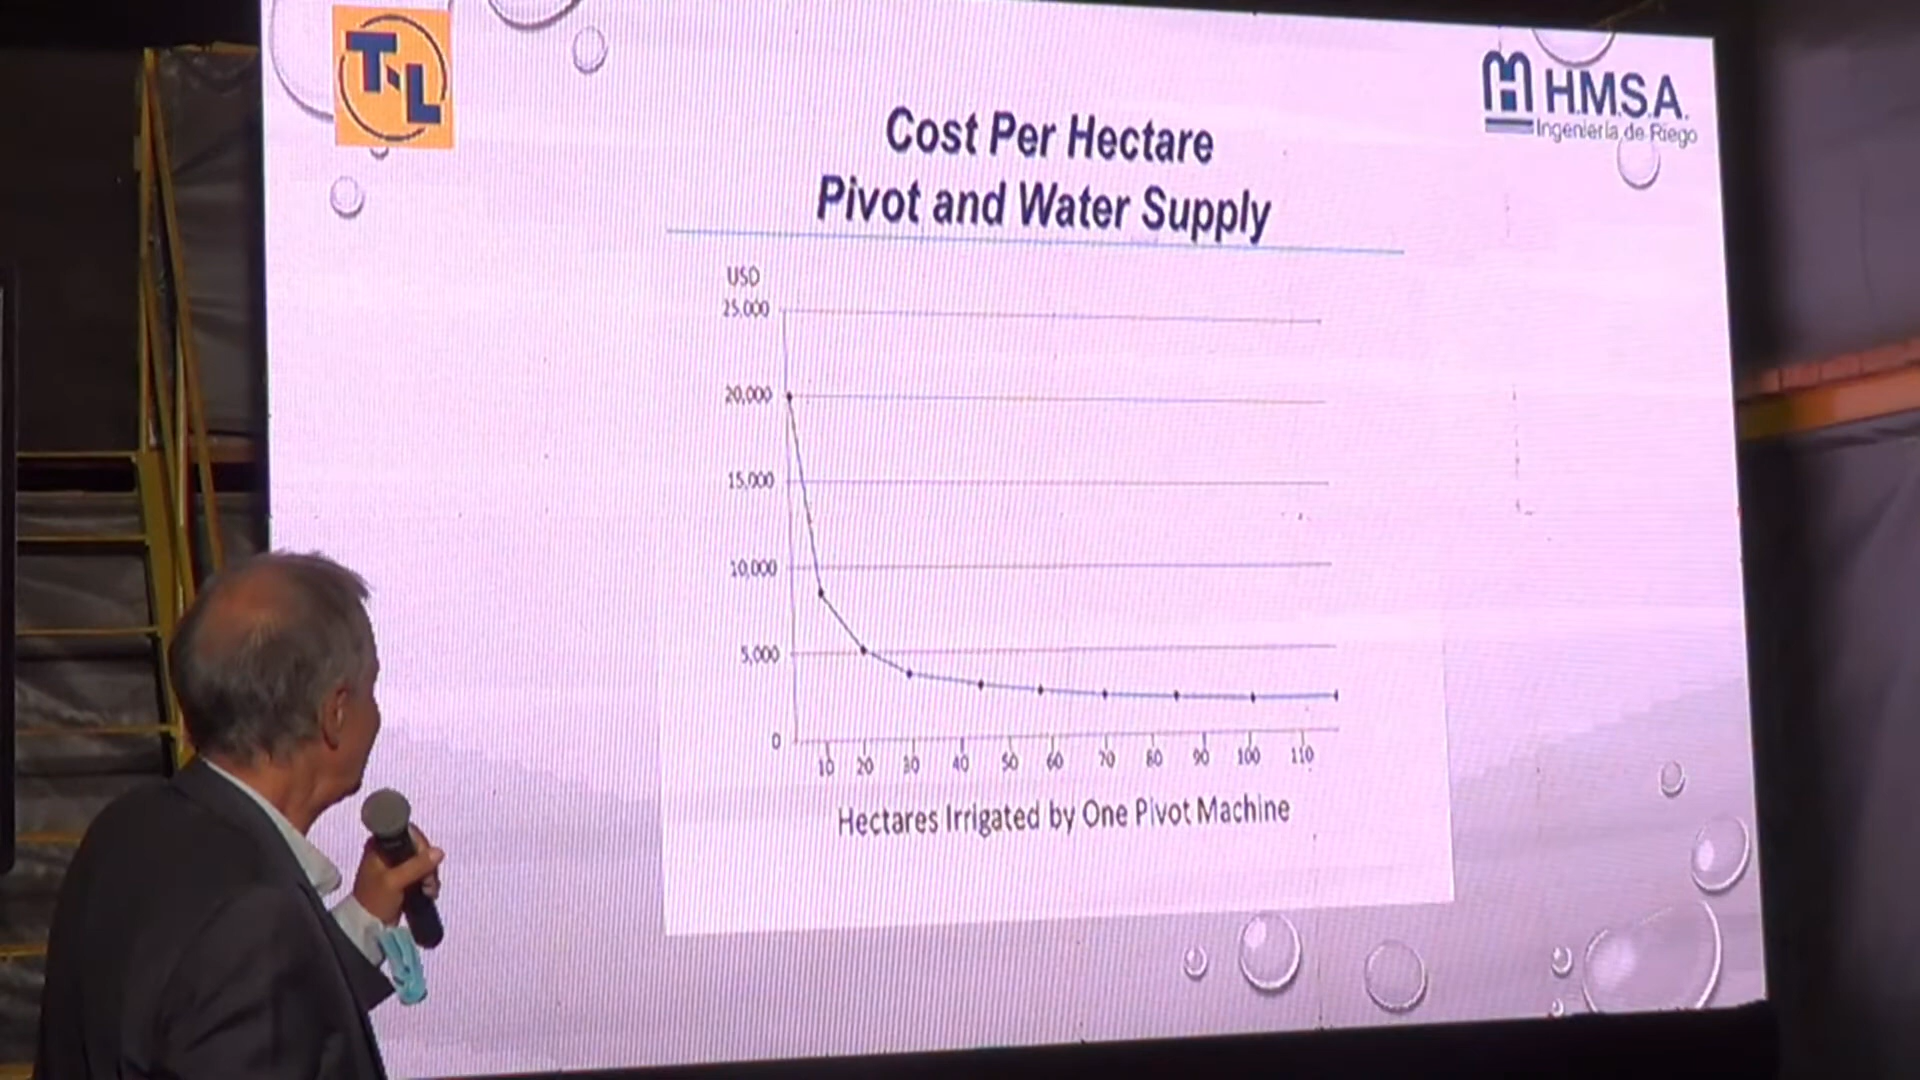 T-L
H.M.S.A.
Ingeniería de Riego
Cost Per Hectare
Pivot and Water Supply
USD
25,000
20,000
15,000
10,000
5,000
0
10 20 30 40 50 60 70 80 90 100 110
Hectares Irrigated by One Pivot Machine